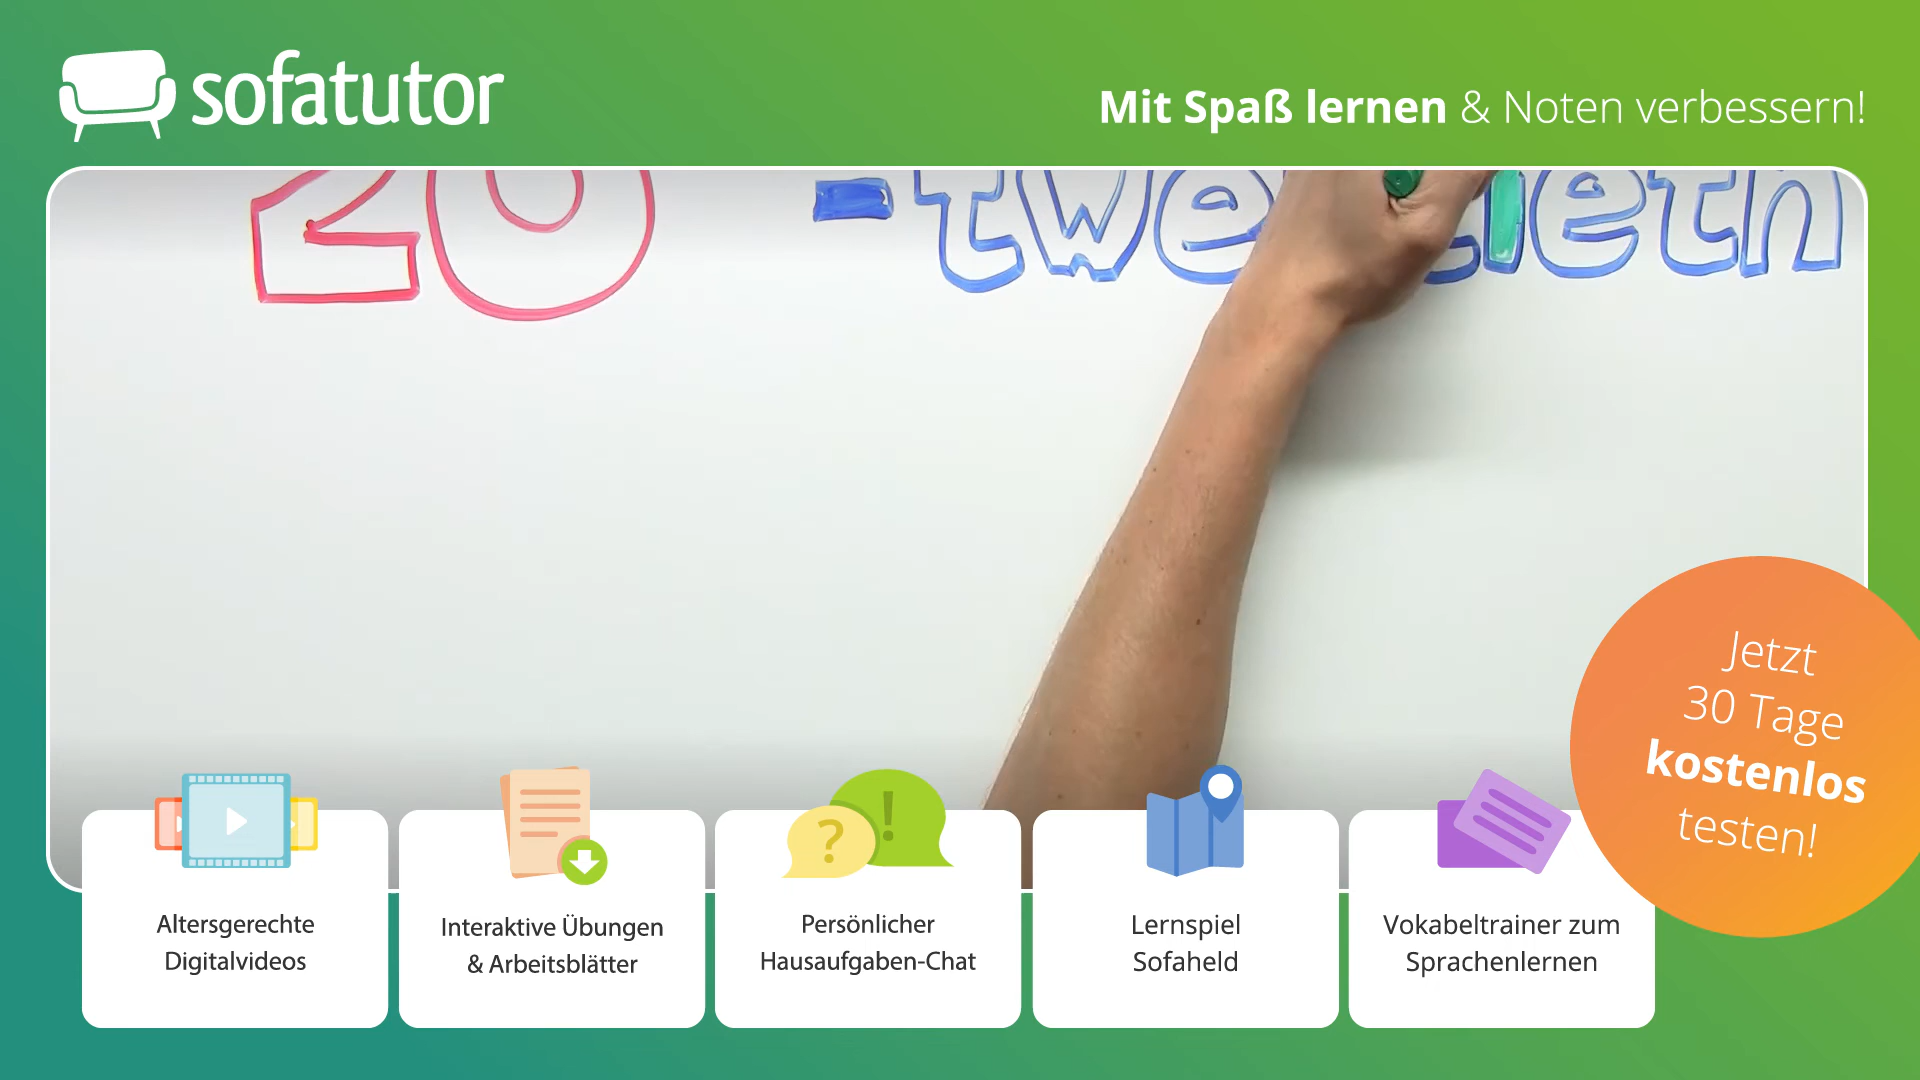 sofatutor
Mit Spaß lernen & Noten verbessern!
20 -twentieth
Jetzt
30 Tage
kostenlos
testen!
?
!
Altersgerechte
Digitalvideos
Interaktive Übungen
& Arbeitsblätter
Persönlicher
Hausaufgaben-Chat
Lernspiel
Sofaheld
Vokabeltrainer zum
Sprachenlernen